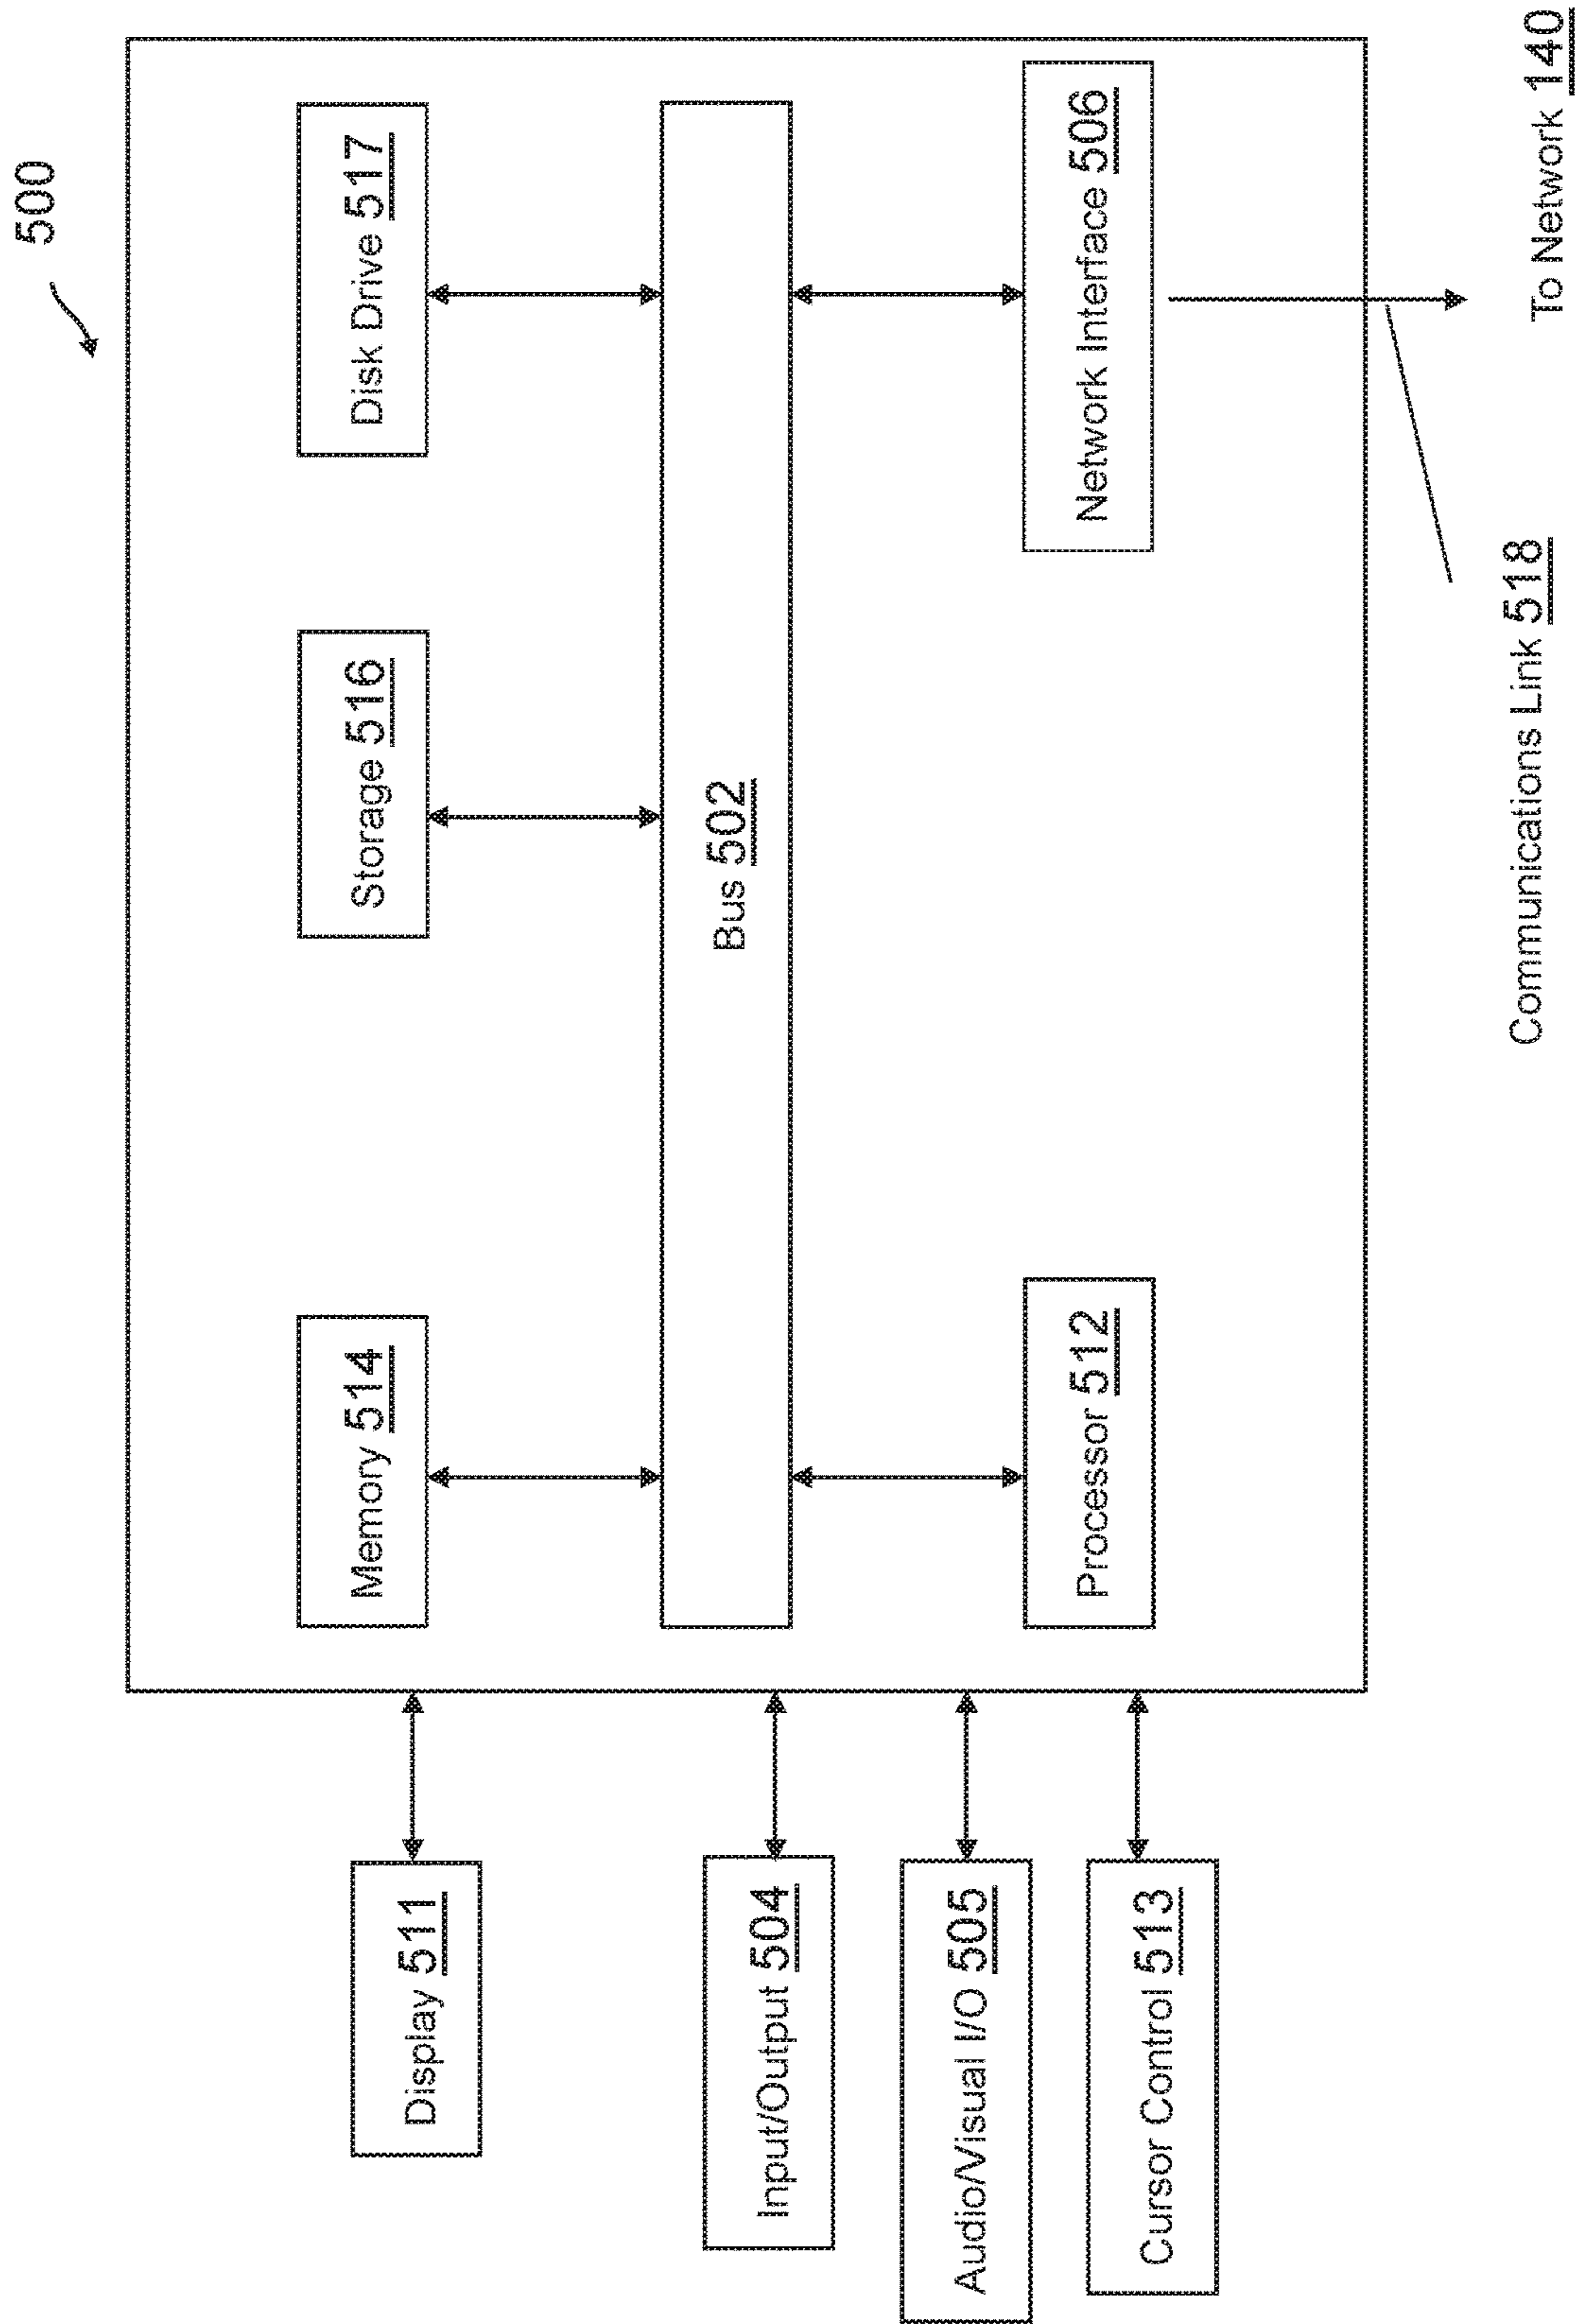 500
Display 511
Memory 514
Storage 516
Disk Drive 517
Input/Output 504
Bus 502
Audio/Visual I/O 505
Cursor Control 513
Processor 512
Network Interface 506
Communications Link 518
To Network 140